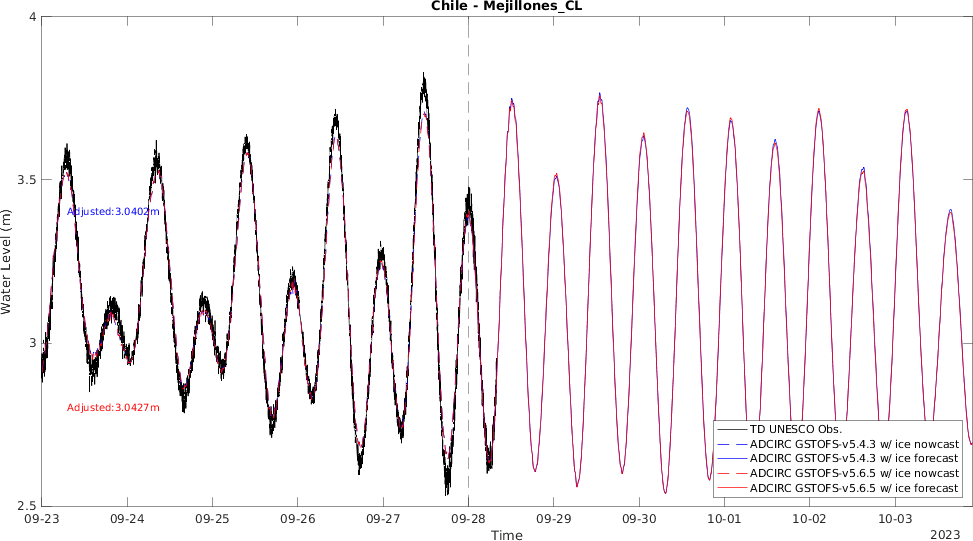 Chile - Mejillones_CL
4
3.5
3
2.5
Water Level (m)
Adjusted:3.0402m
Adjusted:3.0427m
TD UNESCO Obs.
ADCIRC GSTOFS-v5.4.3 w/ ice nowcast
ADCIRC GSTOFS-v5.4.3 w/ ice forecast
ADCIRC GSTOFS-v5.6.5 w/ ice nowcast
ADCIRC GSTOFS-v5.6.5 w/ ice forecast
09-23 09-24 09-25 09-26 09-27 09-28 09-29 09-30 10-01 10-02 10-03
Time
2023